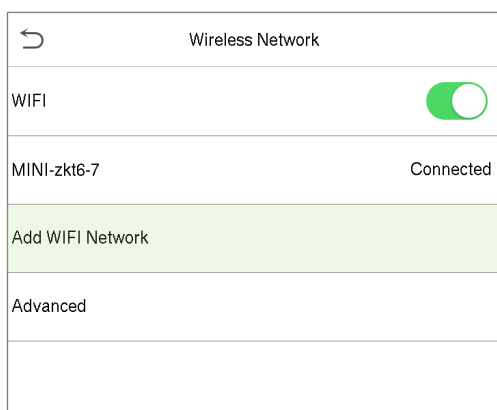 Wireless Network
WIFI
MINI-zkt6-7 Connected
Add WIFI Network
Advanced